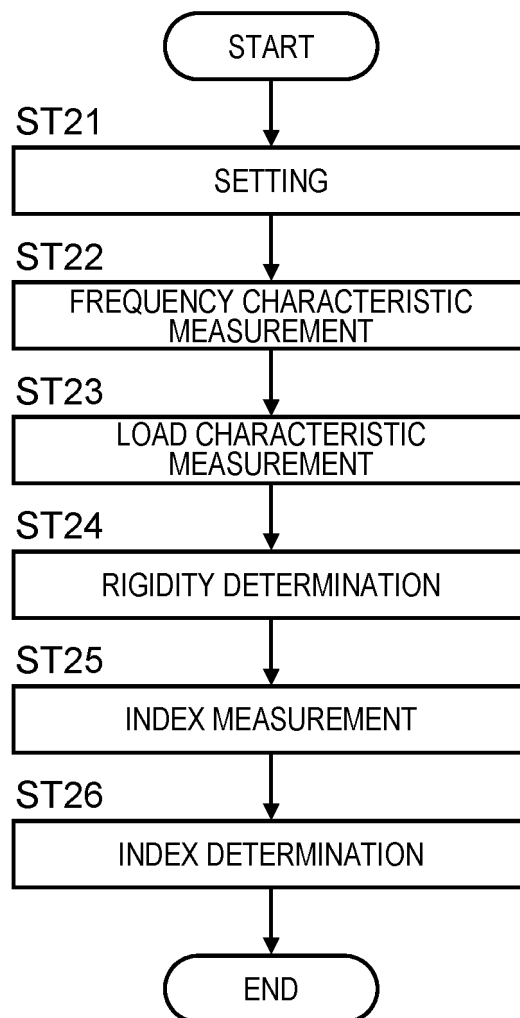 START
ST21
SETTING
ST22
FREQUENCY CHARACTERISTIC
MEASUREMENT
ST23
LOAD CHARACTERISTIC
MEASUREMENT
ST24
RIGIDITY DETERMINATION
ST25
INDEX MEASUREMENT
ST26
INDEX DETERMINATION
END